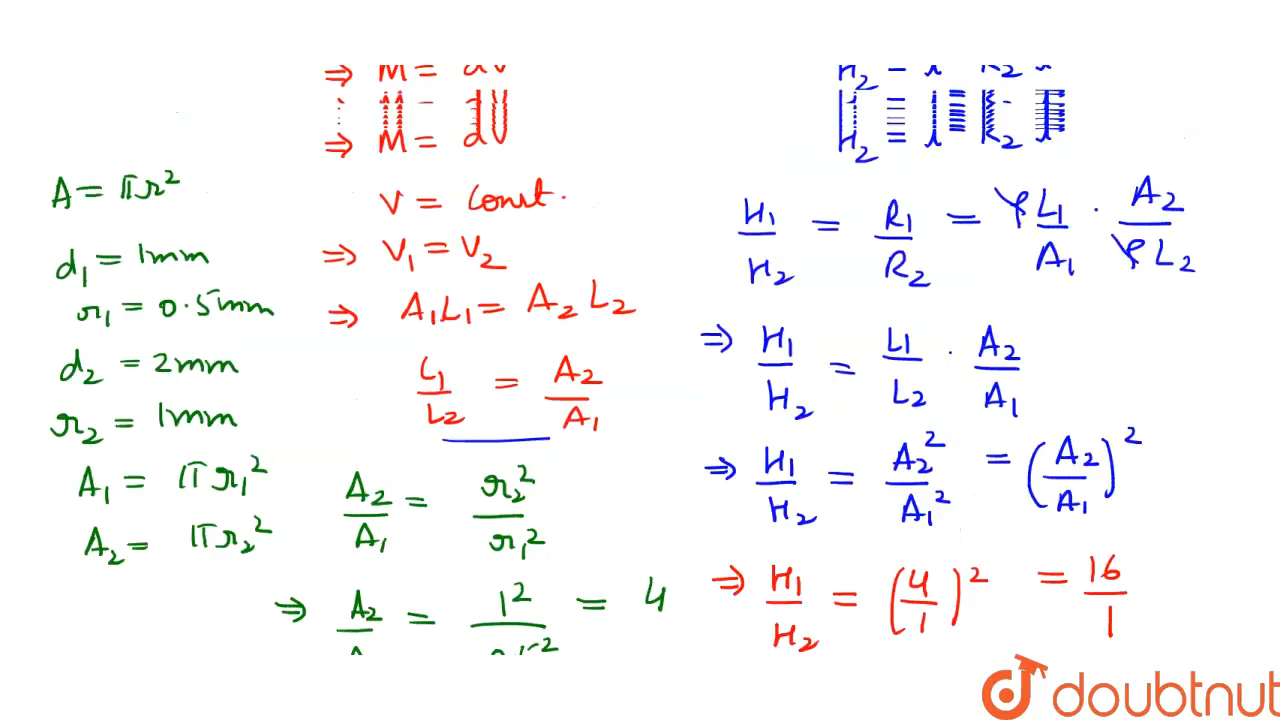 ⇒ M = dV
⇒ M = dV
V = Const.
⇒ V₁ = V₂
⇒ A₁L₁ = A₂L₂
L₁/L₂ = A₂/A₁
A = πr²
d₁ = 1mm
r₁ = 0.5mm
d₂ = 2mm
r₂ = 1mm
A₁ = πr₁²
A₂ = πr₂²
A₂/A₁ = r₂²/r₁²
⇒ A₂/ = 1²/ = 4
H₁/H₂ = R₁/R₂ = ρL₁/A₁ · A₂/ρL₂
⇒ H₁/H₂ = L₁/L₂ · A₂/A₁
⇒ H₁/H₂ = A₂²/A₁² = (A₂/A₁)²
⇒ H₁/H₂ = (4/1)² = 16/1
doubtnut